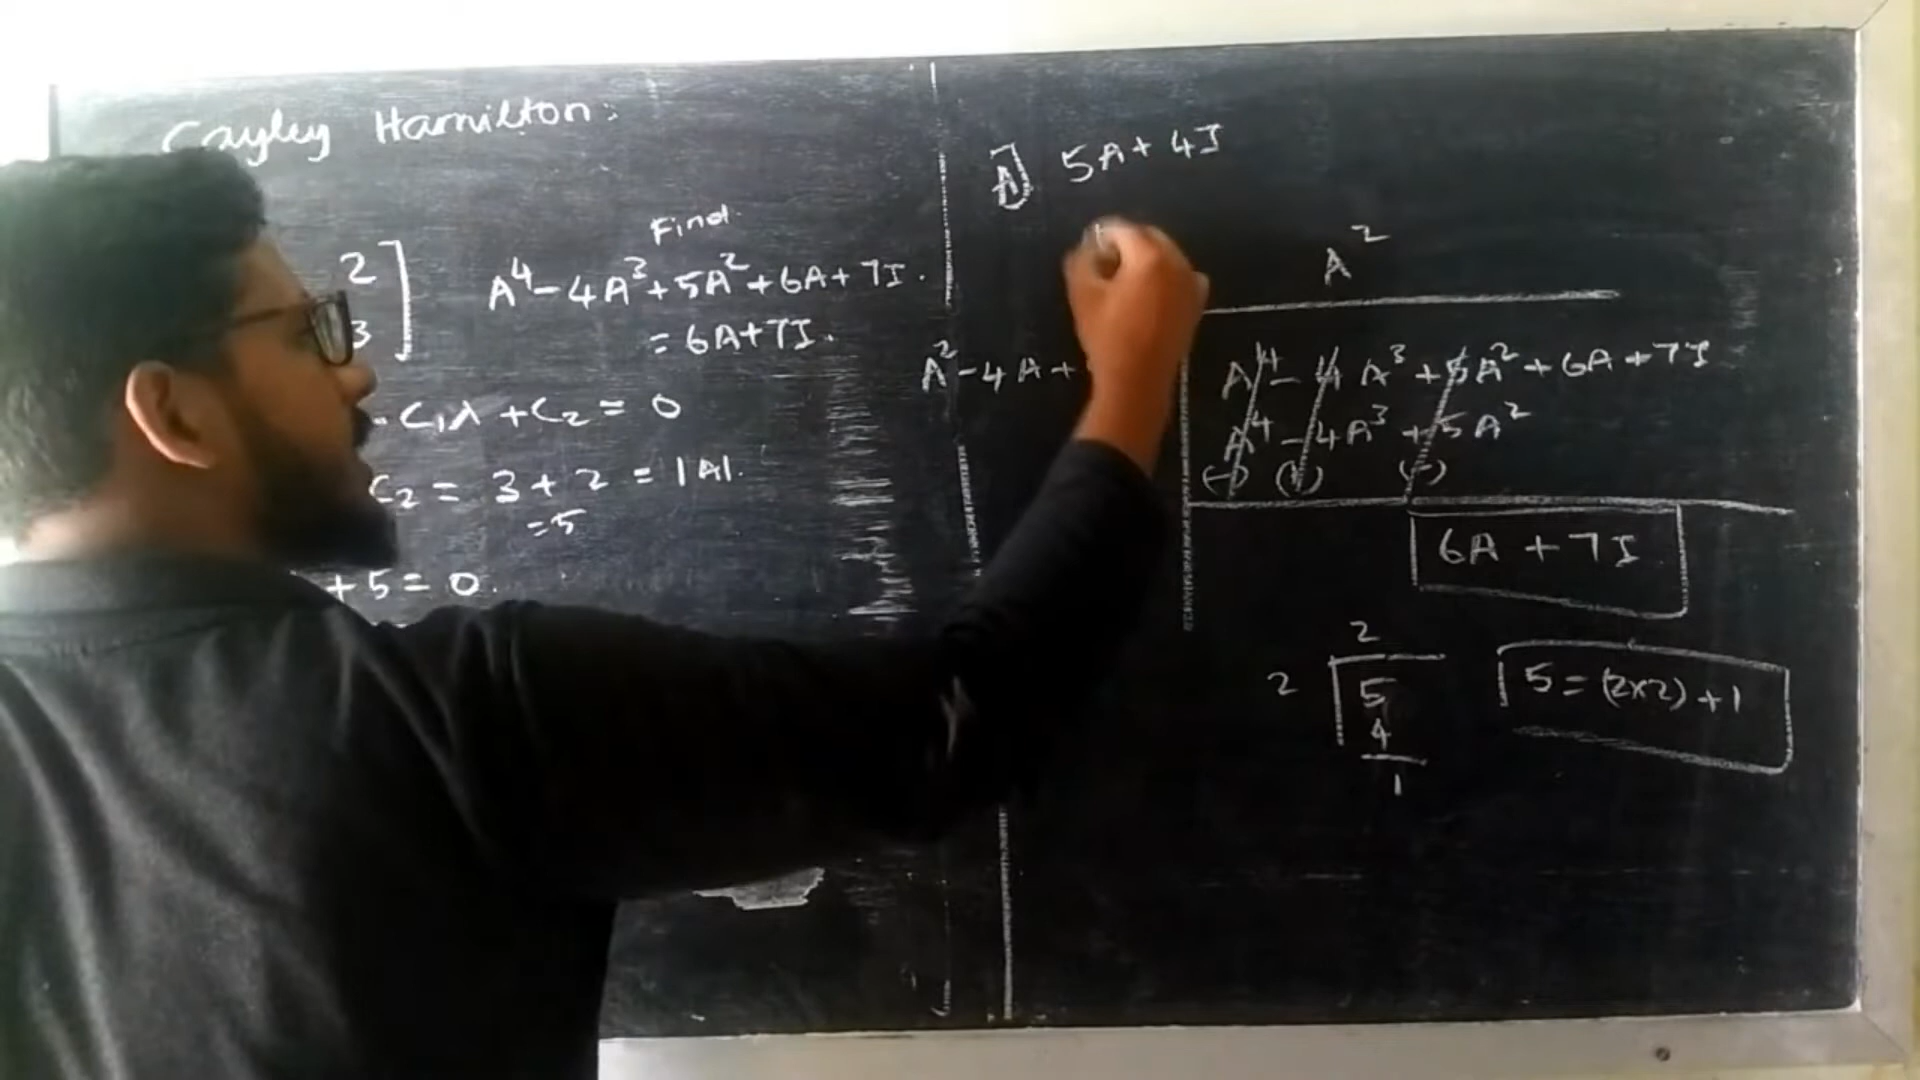 Cayley Hamilton:
Find.
2
3
A⁴-4A³+5A²+6A+7I.
=6A+7I.
-C₁λ+C₂=0
C₂=3+2=|A|.
=5
+5=0.
A] 5A+4I
A²
A²-4A+
A⁴-4A³+5A²+6A+7I
A⁴-4A³+5A²
(-) (+) (-)
6A+7I
2
2 5
4
1
5=(2x2)+1